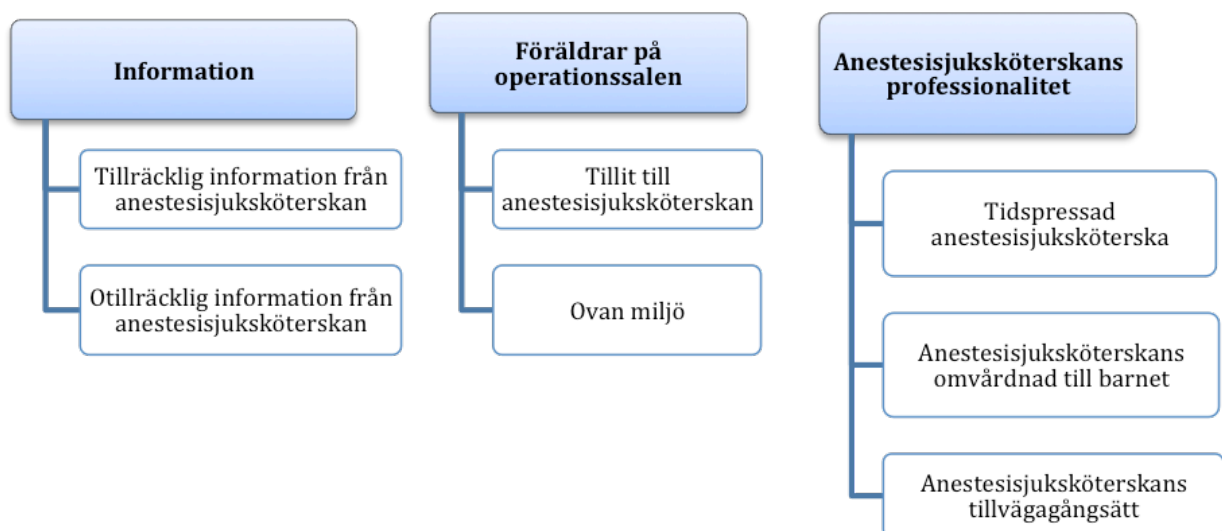 Information
Tillräcklig information från
anestesisjuksköterskan
Otillräcklig information från
anestesisjuksköterskan
Föräldrar på
operationssalen
Tillit till
anestesisjuksköterskan
Ovan miljö
Anestesisjuksköterskans
professionalitet
Tidspressad
anestesisjuksköterska
Anestesisjuksköterskans
omvårdnad till barnet
Anestesisjuksköterskans
tillvägagångsätt